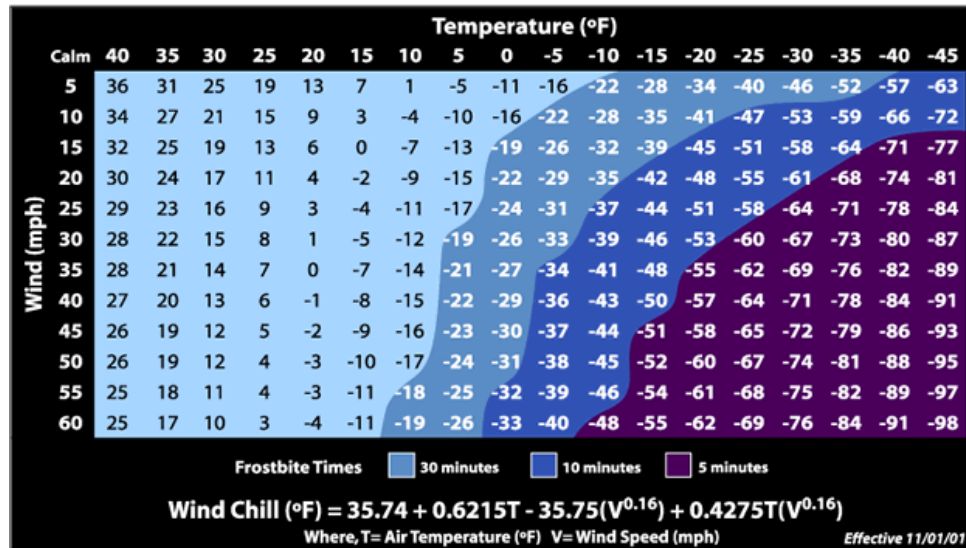 Temperature (ºF)
Calm 40 35 30 25 20 15 10 5 0 -5 -10 -15 -20 -25 -30 -35 -40 -45
Wind (mph)
5 36 31 25 19 13 7 1 -5 -11 -16 -22 -28 -34 -40 -46 -52 -57 -63
10 34 27 21 15 9 3 -4 -10 -16 -22 -28 -35 -41 -47 -53 -59 -66 -72
15 32 25 19 13 6 0 -7 -13 -19 -26 -32 -39 -45 -51 -58 -64 -71 -77
20 30 24 17 11 4 -2 -9 -15 -22 -29 -35 -42 -48 -55 -61 -68 -74 -81
25 29 23 16 9 3 -4 -11 -17 -24 -31 -37 -44 -51 -58 -64 -71 -78 -84
30 28 22 15 8 1 -5 -12 -19 -26 -33 -39 -46 -53 -60 -67 -73 -80 -87
35 28 21 14 7 0 -7 -14 -21 -27 -34 -41 -48 -55 -62 -69 -76 -82 -89
40 27 20 13 6 -1 -8 -15 -22 -29 -36 -43 -50 -57 -64 -71 -78 -84 -91
45 26 19 12 5 -2 -9 -16 -23 -30 -37 -44 -51 -58 -65 -72 -79 -86 -93
50 26 19 12 4 -3 -10 -17 -24 -31 -38 -45 -52 -60 -67 -74 -81 -88 -95
55 25 18 11 4 -3 -11 -18 -25 -32 -39 -46 -54 -61 -68 -75 -82 -89 -97
60 25 17 10 3 -4 -11 -19 -26 -33 -40 -48 -55 -62 -69 -76 -84 -91 -98
Frostbite Times 30 minutes 10 minutes 5 minutes
Wind Chill (ºF) = 35.74 + 0.6215T - 35.75(V^0.16) + 0.4275T(V^0.16)
Where, T= Air Temperature (ºF) V= Wind Speed (mph) Effective 11/01/01